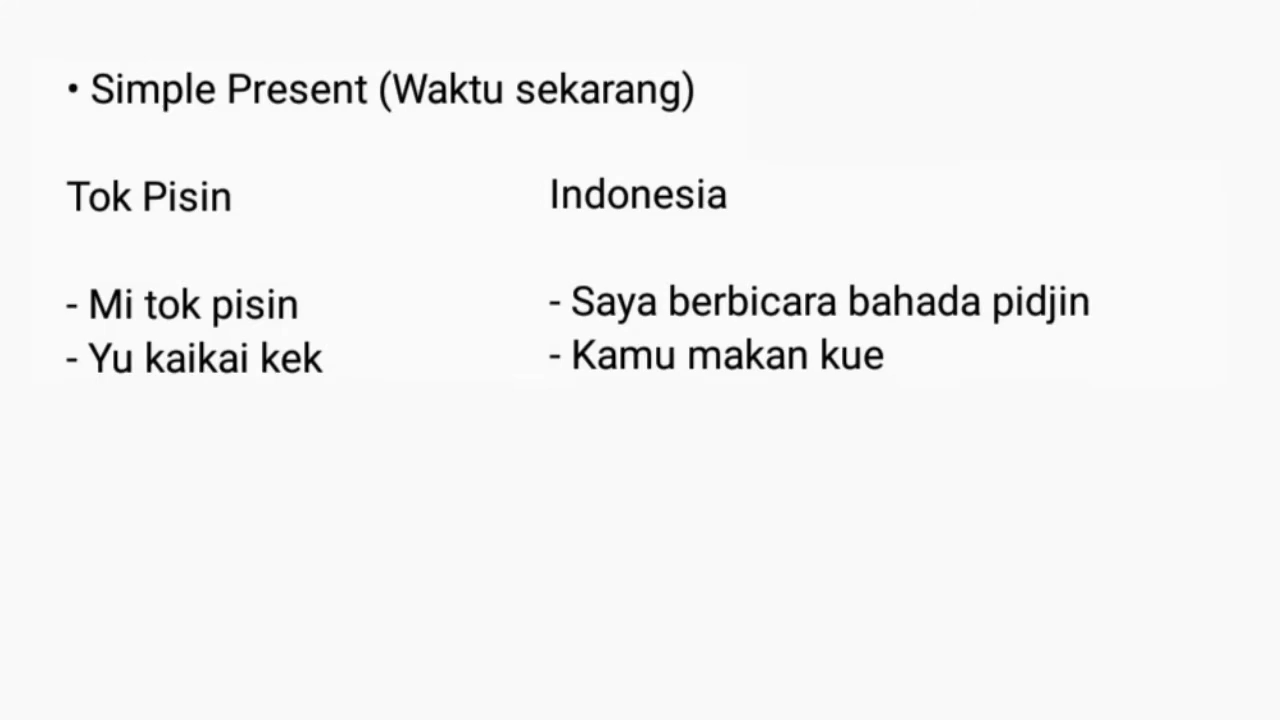 • Simple Present (Waktu sekarang)
Tok Pisin Indonesia
- Mi tok pisin - Saya berbicara bahada pidjin
- Yu kaikai kek - Kamu makan kue